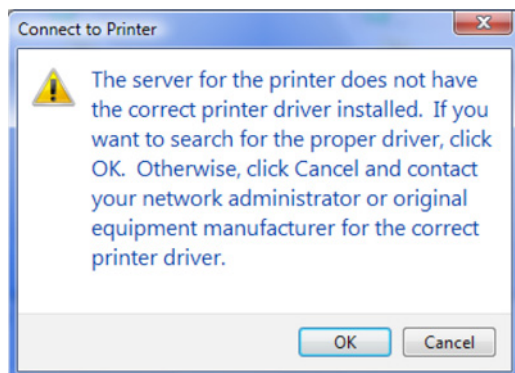 Connect to Printer
The server for the printer does not have
the correct printer driver installed. If you
want to search for the proper driver, click
OK. Otherwise, click Cancel and contact
your network administrator or original
equipment manufacturer for the correct
printer driver.
OK Cancel